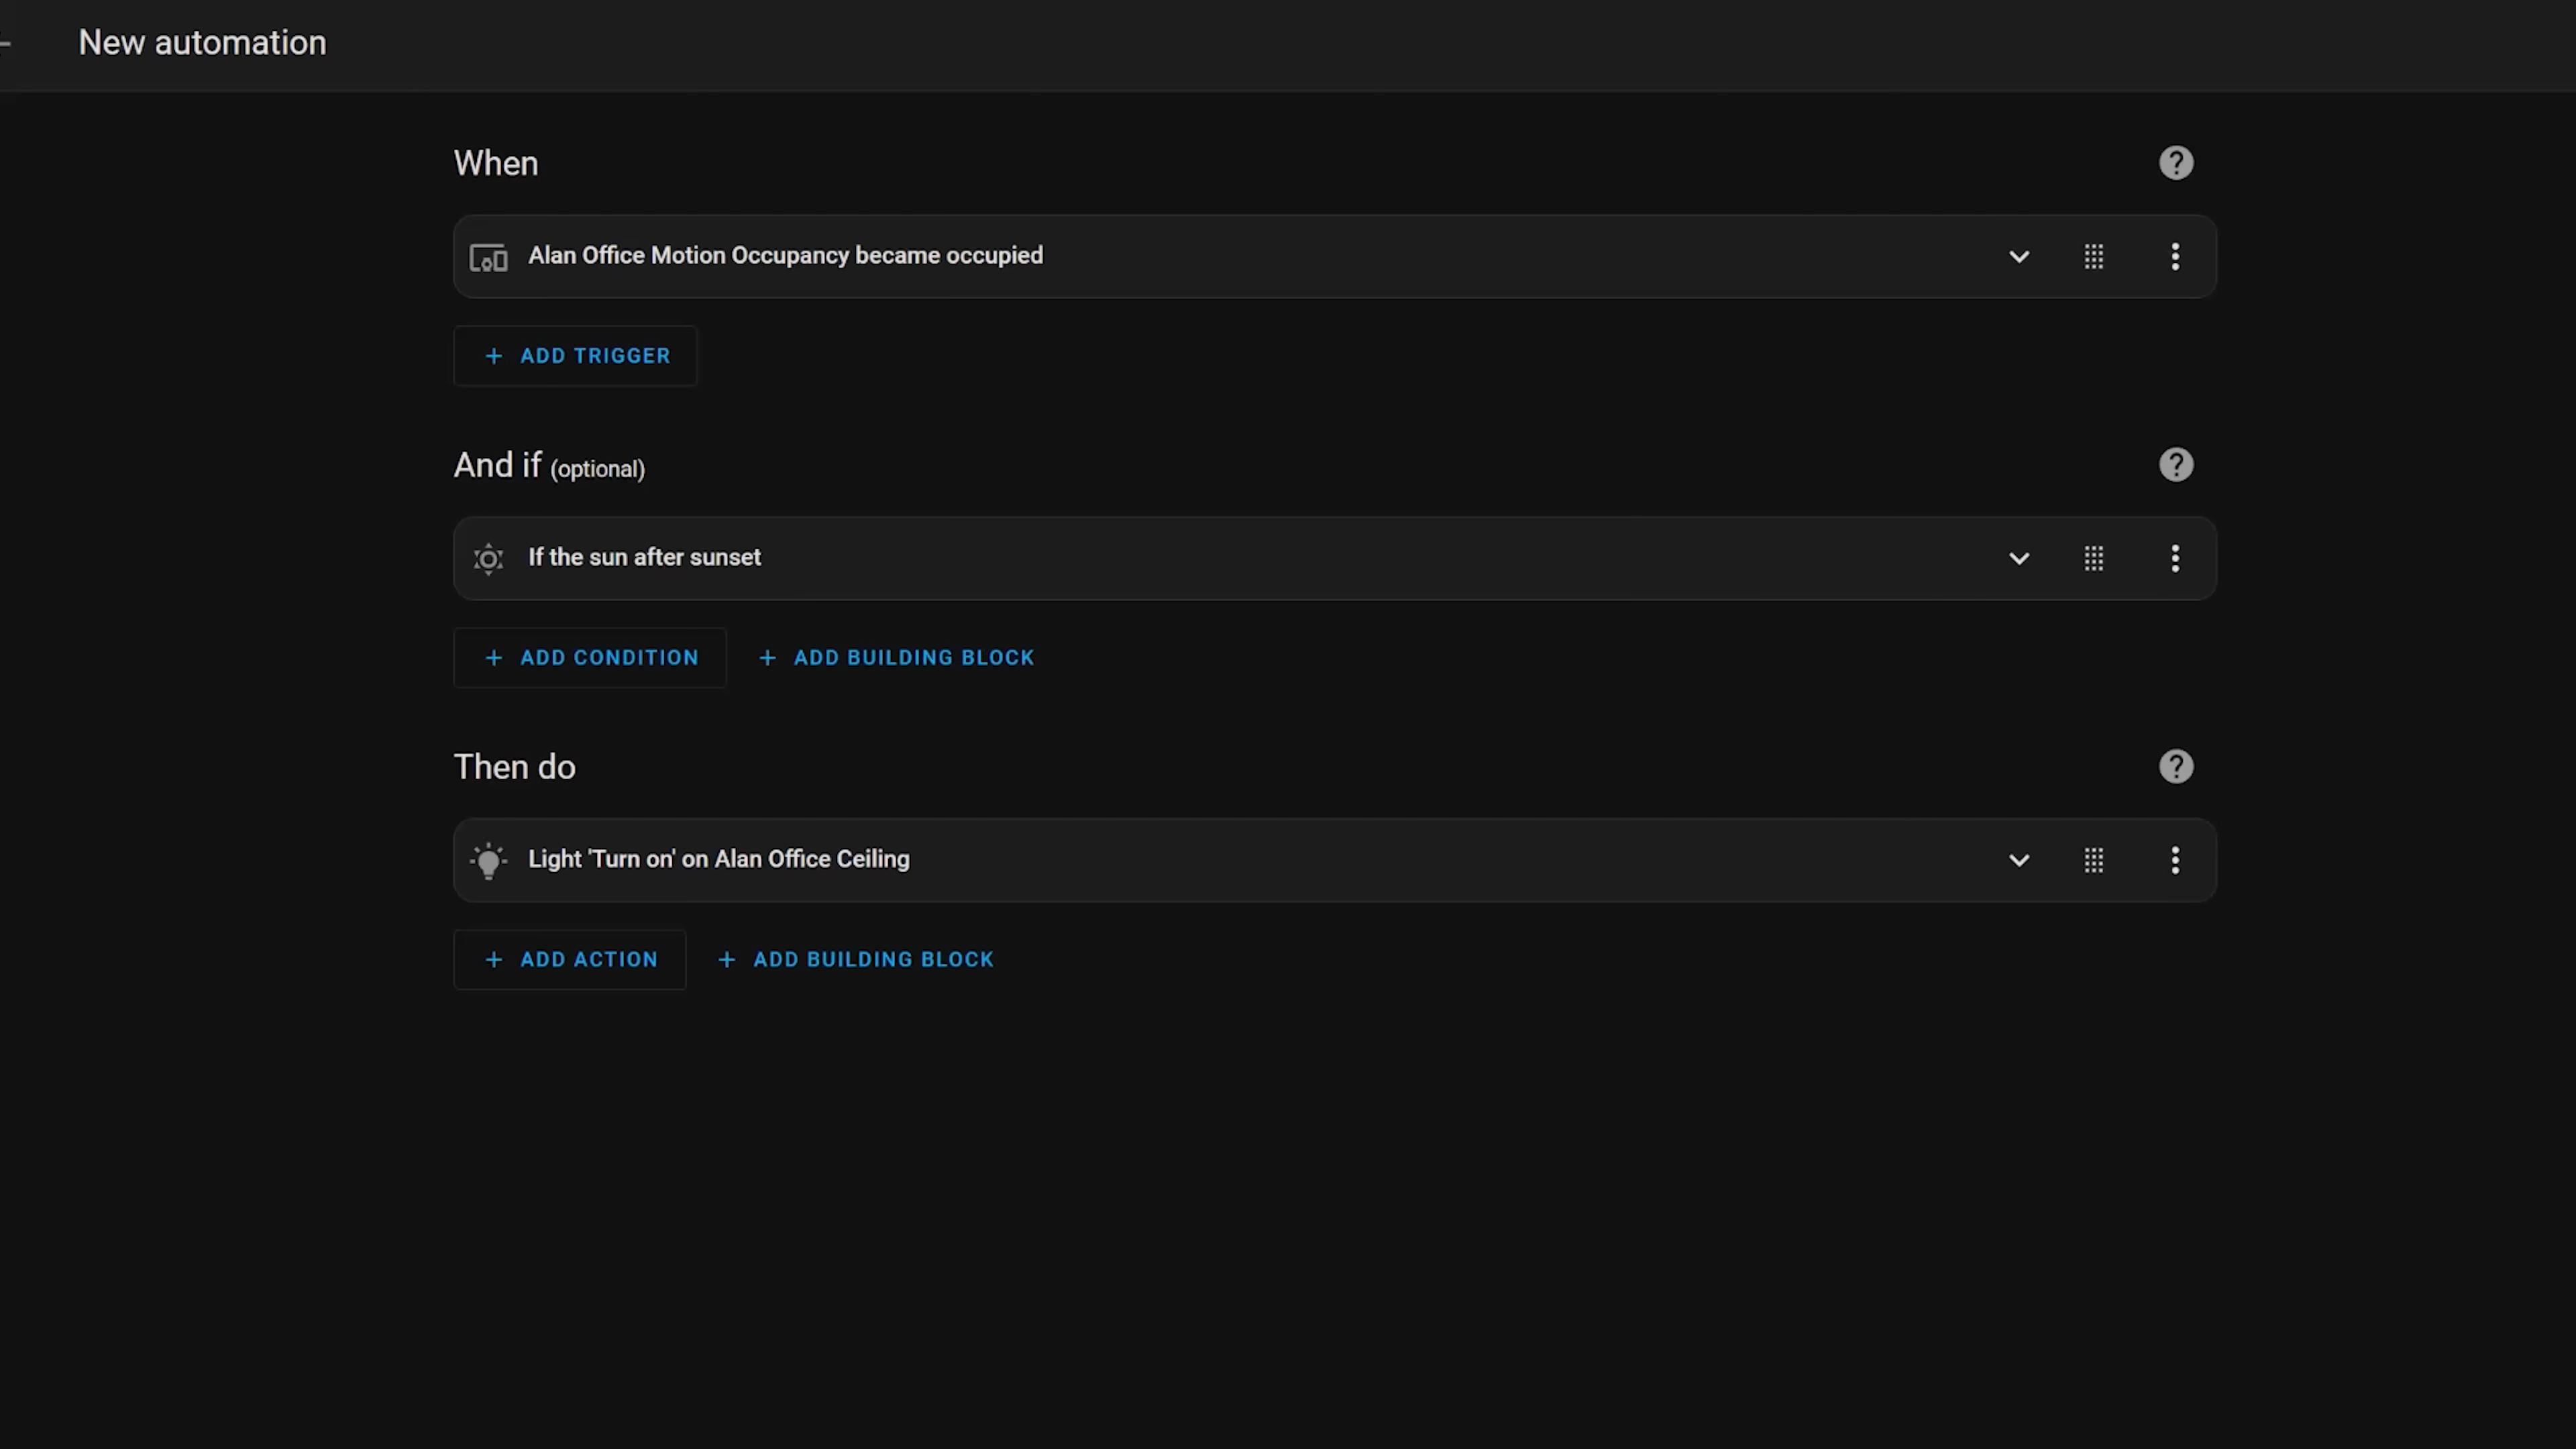 New automation
When
Alan Office Motion Occupancy became occupied
+ ADD TRIGGER
And if (optional)
If the sun after sunset
+ ADD CONDITION + ADD BUILDING BLOCK
Then do
Light 'Turn on' on Alan Office Ceiling
+ ADD ACTION + ADD BUILDING BLOCK